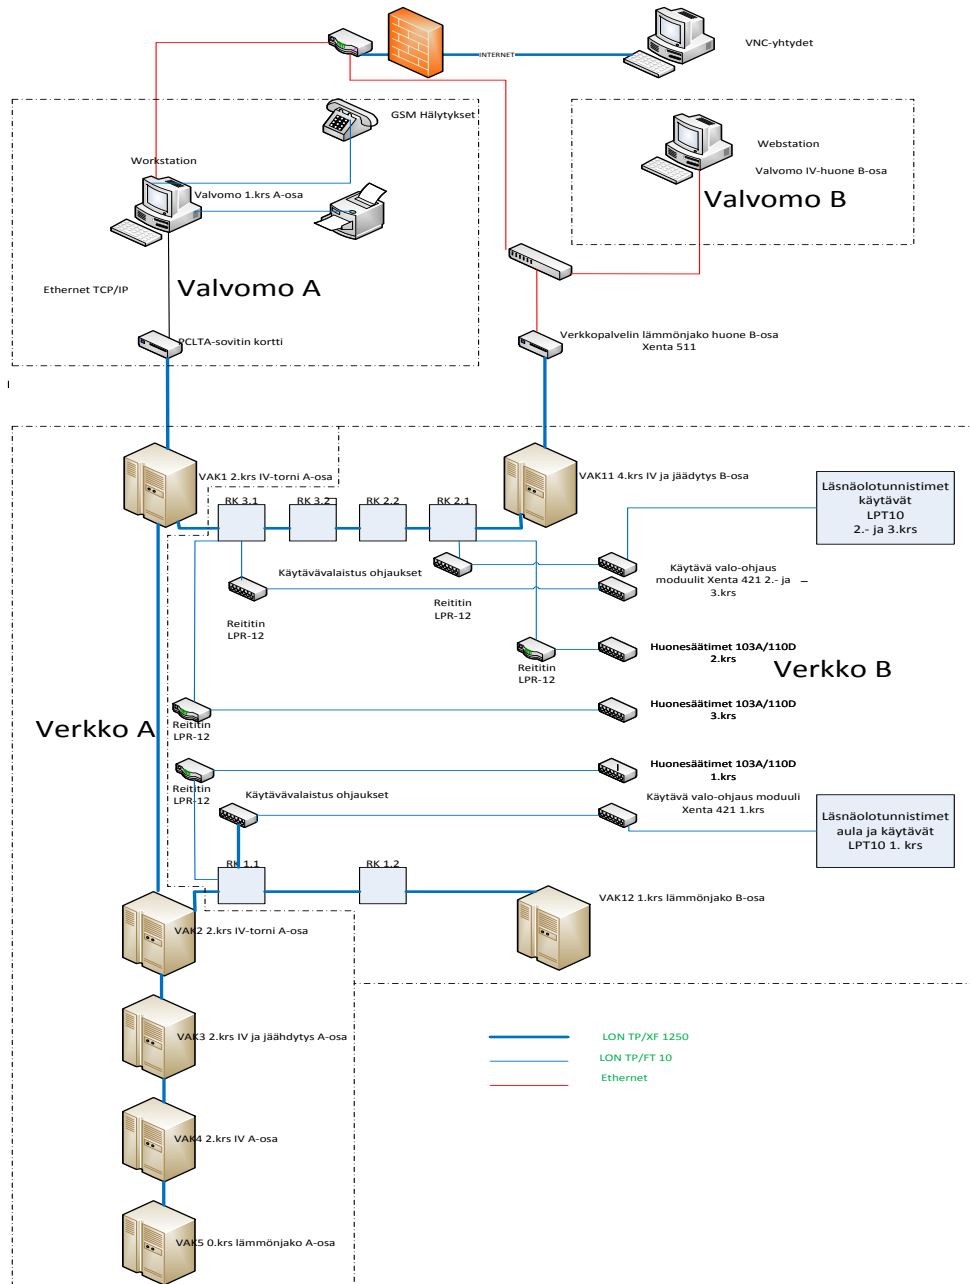 INTERNET
VNC-yhtydet
GSM Hälytykset
Workstation
Valvomo 1.krs A-osa
Webstation
Valvomo IV-huone B-osa
Valvomo B
Ethernet TCP/IP
Valvomo A
PCLTA-sovitin kortti
Verkkopalvelin lämmönjako huone B-osa
Xenta 511
VAK1 2.krs IV-torni A-osa
VAK11 4.krs IV ja jäädytys B-osa
RK 3.1
RK 3.2
RK 2.2
RK 2.1
Läsnäolotunnistimet
käytävät
LPT10
2.- ja 3.krs
Käytävävalaistus ohjaukset
Käytävä valo-ohjaus
moduulit Xenta 421 2.- ja
3.krs
Reititin
LPR-12
Reititin
LPR-12
Reititin
LPR-12
Huonesäätimet 103A/110D
2.krs
Verkko B
Verkko A
Reititin
LPR-12
Huonesäätimet 103A/110D
3.krs
Reititin
LPR-12
Huonesäätimet 103A/110D
1.krs
Käytävävalaistus ohjaukset
Käytävä valo-ohjaus moduuli
Xenta 421 1.krs
Läsnäolotunnistimet
aula ja käytävät
LPT10 1. krs
RK 1.1
RK 1.2
VAK12 1.krs lämmönjako B-osa
VAK2 2.krs IV-torni A-osa
VAK3 2.krs IV ja jäähdytys A-osa
LON TP/XF 1250
LON TP/FT 10
Ethernet
VAK4 2.krs IV A-osa
VAK5 0.krs lämmönjako A-osa